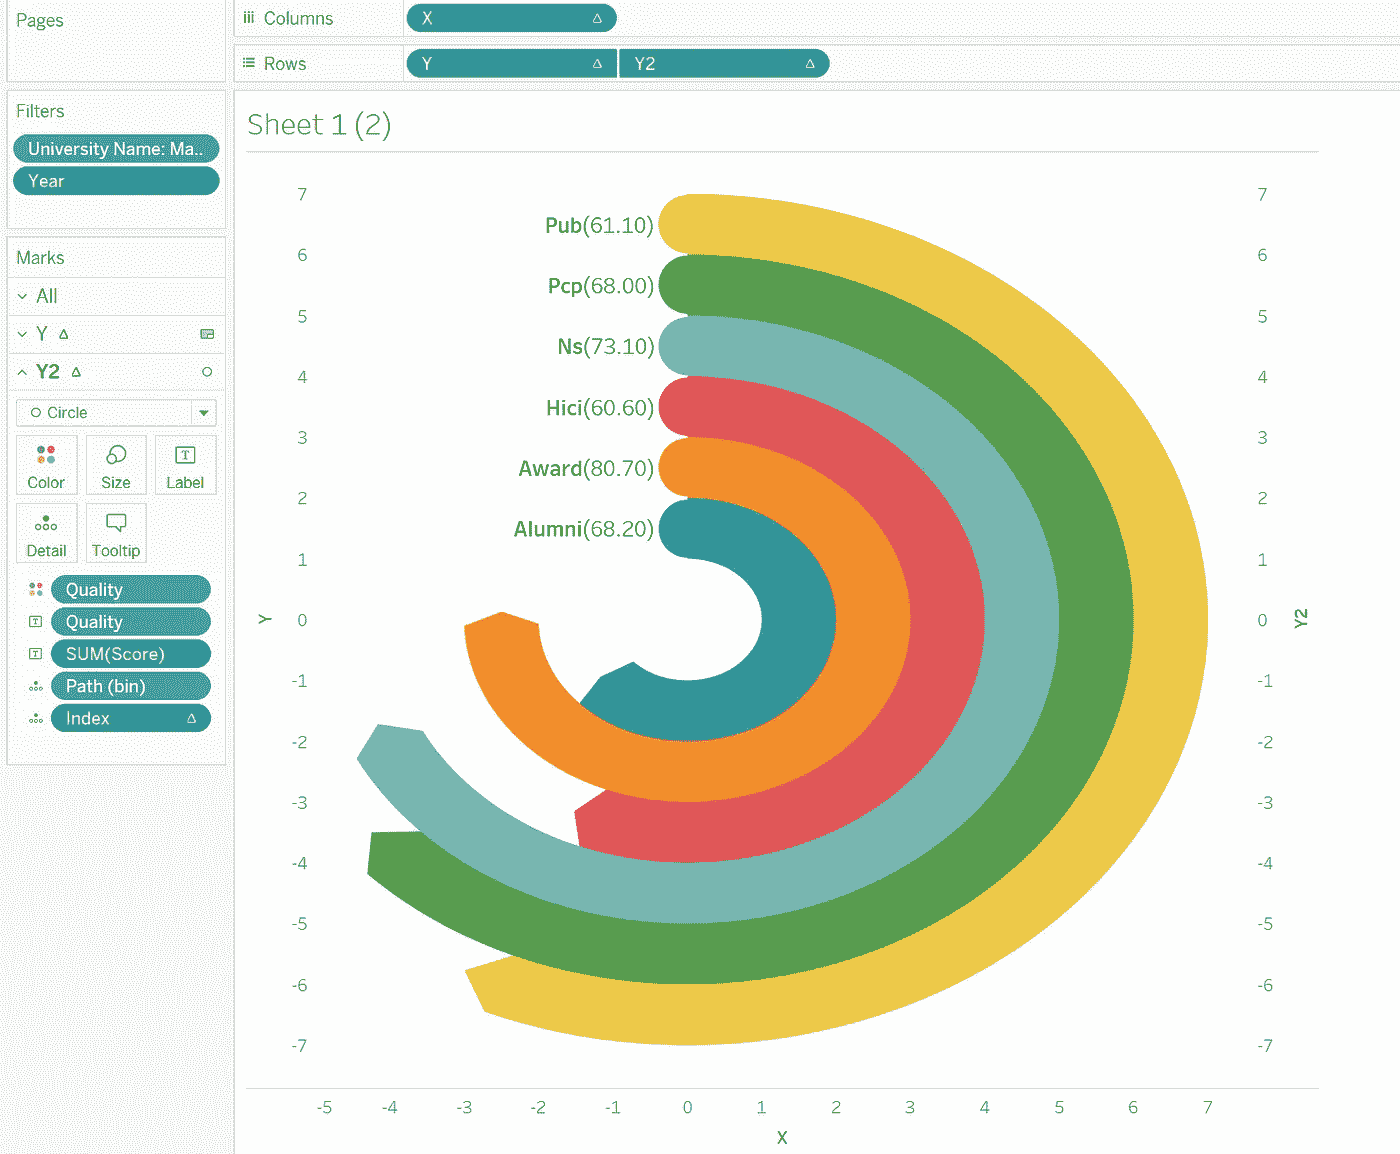 Pages
Columns
X
Rows
Y
Y2
Filters
University Name: Ma..
Year
Marks
All
Y
Y2
Circle
Color
Size
Label
Detail
Tooltip
Quality
Quality
SUM(Score)
Path (bin)
Index
Sheet 1 (2)
7
6
5
4
3
2
1
0
-1
-2
-3
-4
-5
-6
-7
Y
Pub(61.10)
Pcp(68.00)
Ns(73.10)
Hici(60.60)
Award(80.70)
Alumni(68.20)
7
6
5
4
3
2
1
0
-1
-2
-3
-4
-5
-6
-7
Y2
-5 -4 -3 -2 -1 0 1 2 3 4 5 6 7
X